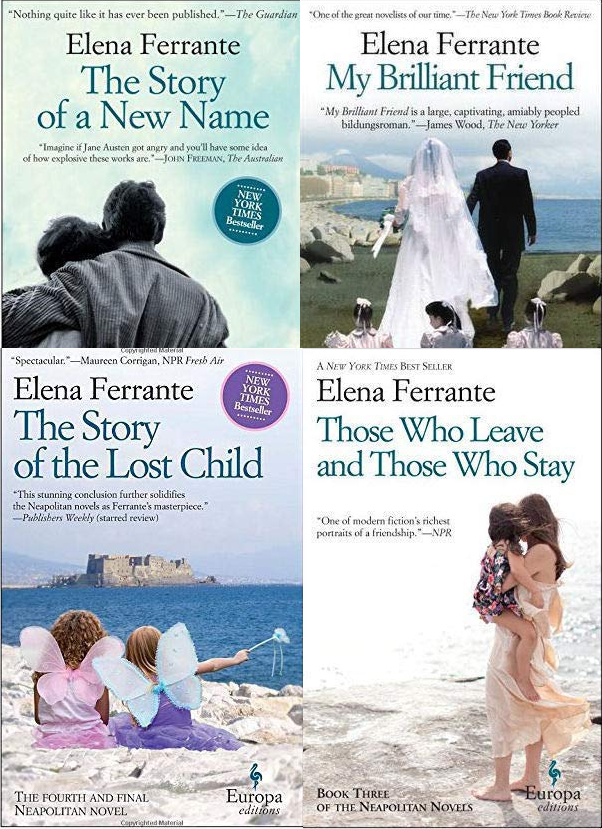 "Nothing quite like it has ever been published."—The Guardian
Elena Ferrante
The Story
of a New Name
"Imagine if Jane Austen got angry and you'll have some idea
of how explosive these works are."—JOHN FREEMAN, The Australian
NEW
YORK
TIMES
Bestseller
Copyrighted Material
"One of the great novelists of our time."—The New York Times Book Review
Elena Ferrante
My Brilliant Friend
"My Brilliant Friend is a large, captivating, amiably peopled
bildungsroman."—James Wood, The New Yorker
"Spectacular."—Maureen Corrigan, NPR Fresh Air
Elena Ferrante
NEW
YORK
TIMES
Bestseller
The Story
of the Lost Child
"This stunning conclusion further solidifies
the Neapolitan novels as Ferrante's masterpiece."
—Publishers Weekly (starred review)
THE FOURTH AND FINAL
NEAPOLITAN NOVEL
Europa
editions
Copyrighted Material
A NEW YORK TIMES BEST SELLER
Elena Ferrante
Those Who Leave
and Those Who Stay
"One of modern fiction's richest
portraits of a friendship."—NPR
BOOK THREE
OF THE NEAPOLITAN NOVELS
Europa
editions